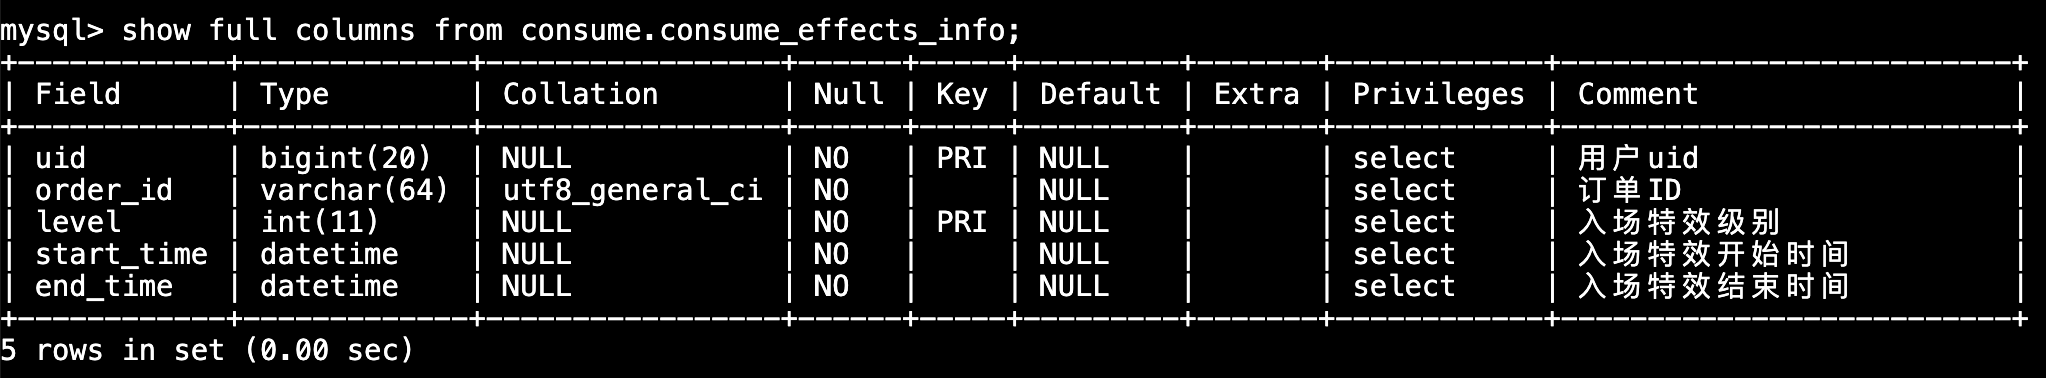 mysql> show full columns from consume.consume_effects_info;
+------------+-------------+-----------------+------+-----+---------+-------+------------+--------------------------+
| Field      | Type        | Collation       | Null | Key | Default | Extra | Privileges | Comment                  |
+------------+-------------+-----------------+------+-----+---------+-------+------------+--------------------------+
| uid        | bigint(20)  | NULL            | NO   | PRI | NULL    |       | select     | 用户uid                  |
| order_id   | varchar(64) | utf8_general_ci | NO   |     | NULL    |       | select     | 订单ID                   |
| level      | int(11)     | NULL            | NO   | PRI | NULL    |       | select     | 入场特效级别             |
| start_time | datetime    | NULL            | NO   |     | NULL    |       | select     | 入场特效开始时间         |
| end_time   | datetime    | NULL            | NO   |     | NULL    |       | select     | 入场特效结束时间         |
+------------+-------------+-----------------+------+-----+---------+-------+------------+--------------------------+
5 rows in set (0.00 sec)